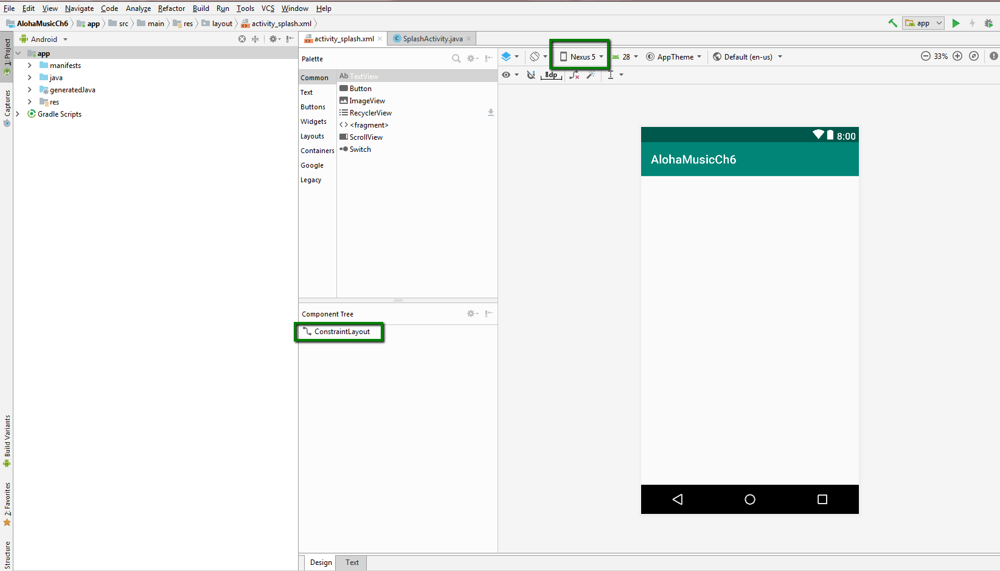 File Edit View Navigate Code Analyze Refactor Build Run Tools VCS Window Help
AlohaMusicCh6 app src main res layout activity_splash.xml app
1: Project
Captures
Build Variants
2: Favorites
Structure
Android
app
manifests
java
generatedJava
res
Gradle Scripts
activity_splash.xml SplashActivity.java
Palette
Common
Text
Buttons
Widgets
Layouts
Containers
Google
Legacy
Ab TextView
Button
ImageView
RecyclerView
<fragment>
ScrollView
Switch
Component Tree
ConstraintLayout
Nexus 5 28 AppTheme Default (en-us) 33%
8dp
8:00
AlohaMusicCh6
Design Text